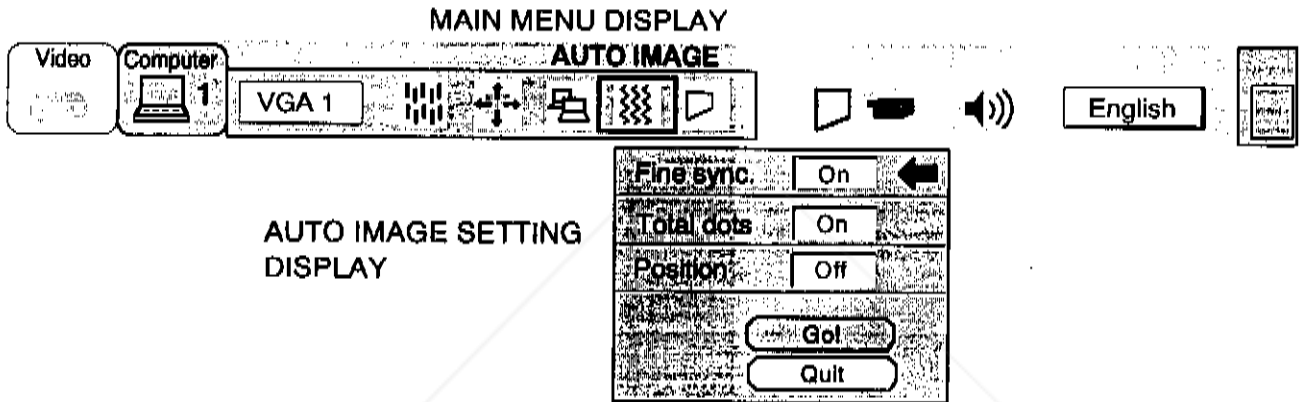 MAIN MENU DISPLAY
AUTO IMAGE
Video
Computer
1
VGA 1
English
Fine sync. On
Total dots On
Position Off
Go!
Quit
AUTO IMAGE SETTING
DISPLAY